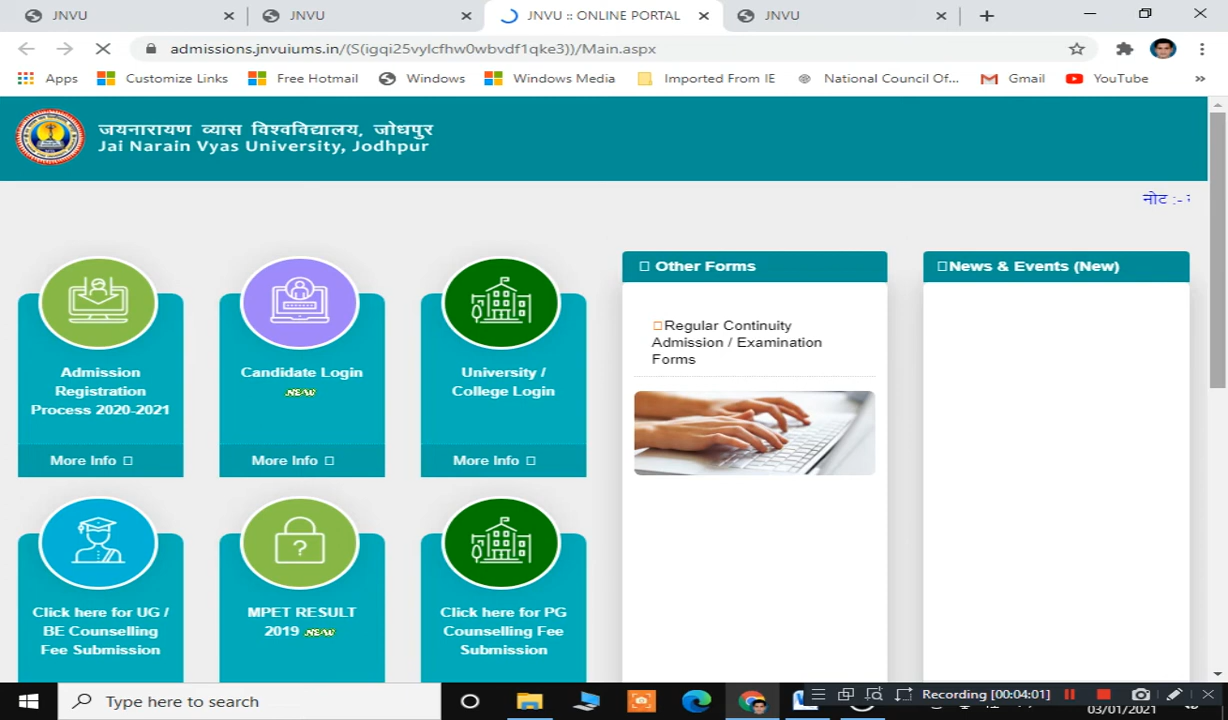 JNVU
JNVU
JNVU :: ONLINE PORTAL
JNVU
admissions.jnvuiums.in/(S(igqi25vylcfhw0wbvdf1qke3))/Main.aspx
Apps
Customize Links
Free Hotmail
Windows
Windows Media
Imported From IE
National Council Of...
Gmail
YouTube
जयनारायण व्यास विश्वविद्यालय, जोधपुर
Jai Narain Vyas University, Jodhpur
नोट :-
Admission
Registration
Process 2020-2021
More Info
Candidate Login
NEW
More Info
University /
College Login
More Info
Other Forms
Regular Continuity
Admission / Examination
Forms
News & Events (New)
Click here for UG /
BE Counselling
Fee Submission
MPET RESULT
2019 NEW
Click here for PG
Counselling Fee
Submission
Type here to search
Recording [00:04:01]
03/01/2021